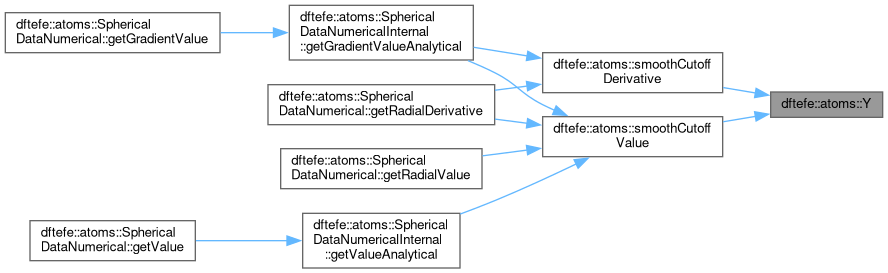 dftefe::atoms::Spherical
DataNumerical::getGradientValue
dftefe::atoms::Spherical
DataNumericalInternal
::getGradientValueAnalytical
dftefe::atoms::smoothCutoff
Derivative
dftefe::atoms::Y
dftefe::atoms::Spherical
DataNumerical::getRadialDerivative
dftefe::atoms::smoothCutoff
Value
dftefe::atoms::Spherical
DataNumerical::getRadialValue
dftefe::atoms::Spherical
DataNumerical::getValue
dftefe::atoms::Spherical
DataNumericalInternal
::getValueAnalytical